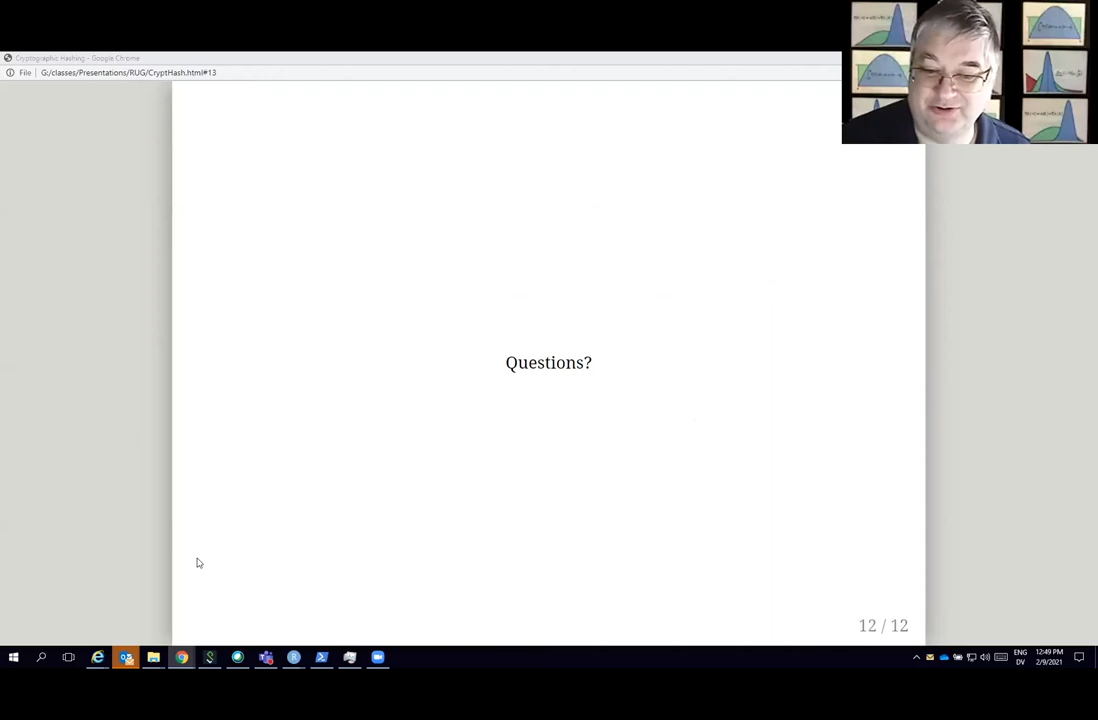 Cryptographic Hashing - Google Chrome
File
G:/classes/Presentations/RUG/CryptHash.html#13
Questions?
12 / 12
ENG
DV
12:49 PM
2/9/2021